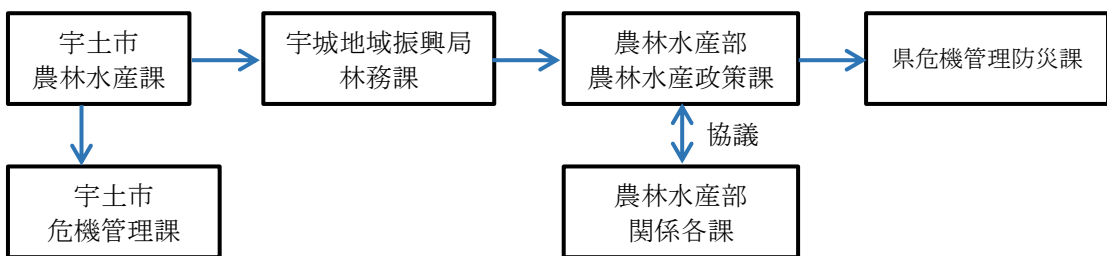 宇土市
農林水産課
宇城地域振興局
林務課
農林水産部
農林水産政策課
県危機管理防災課
協議
宇土市
危機管理課
農林水産部
関係各課